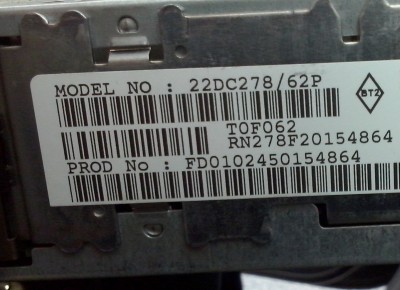 MODEL NO : 22DC278/62P
BT2
T0F062
RN278F20154864
PROD No : FD0102450154864